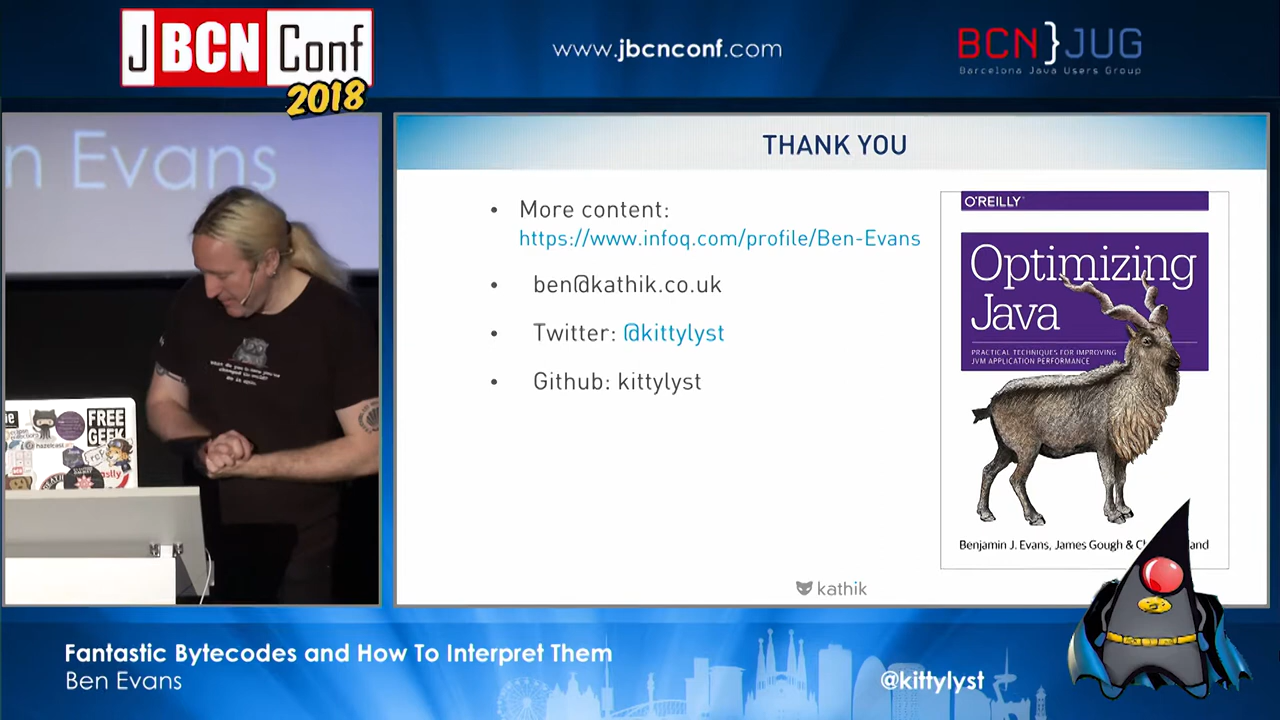 JBCNConf
2018
www.jbcnconf.com
BCN}JUG
Barcelona Java Users Group
n Evans
FREE
GEEK
THANK YOU
• More content:
https://www.infoq.com/profile/Ben-Evans
• ben@kathik.co.uk
• Twitter: @kittylyst
• Github: kittylyst
O'REILLY
Optimizing
Java
PRACTICAL TECHNIQUES FOR IMPROVING
JVM APPLICATION PERFORMANCE
Benjamin J. Evans, James Gough &
kathik
Fantastic Bytecodes and How To Interpret Them
Ben Evans
@kittylyst